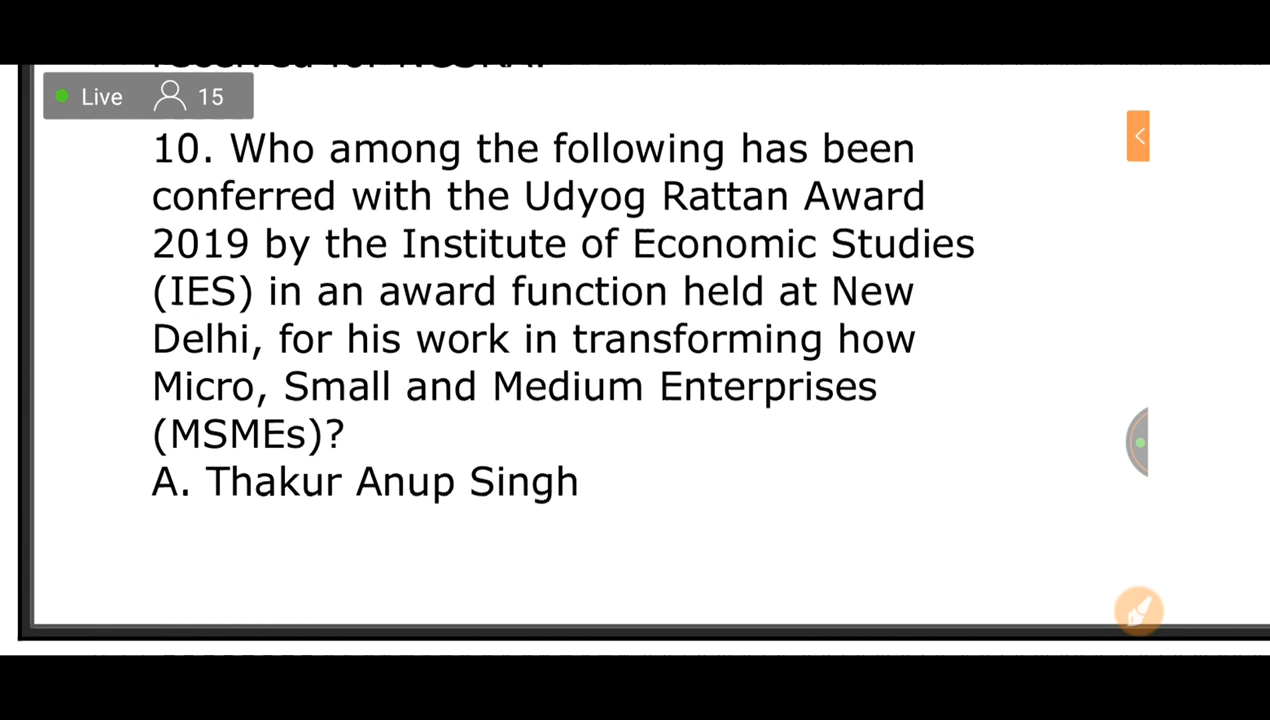 Live 15
10. Who among the following has been
conferred with the Udyog Rattan Award
2019 by the Institute of Economic Studies
(IES) in an award function held at New
Delhi, for his work in transforming how
Micro, Small and Medium Enterprises
(MSMEs)?
A. Thakur Anup Singh